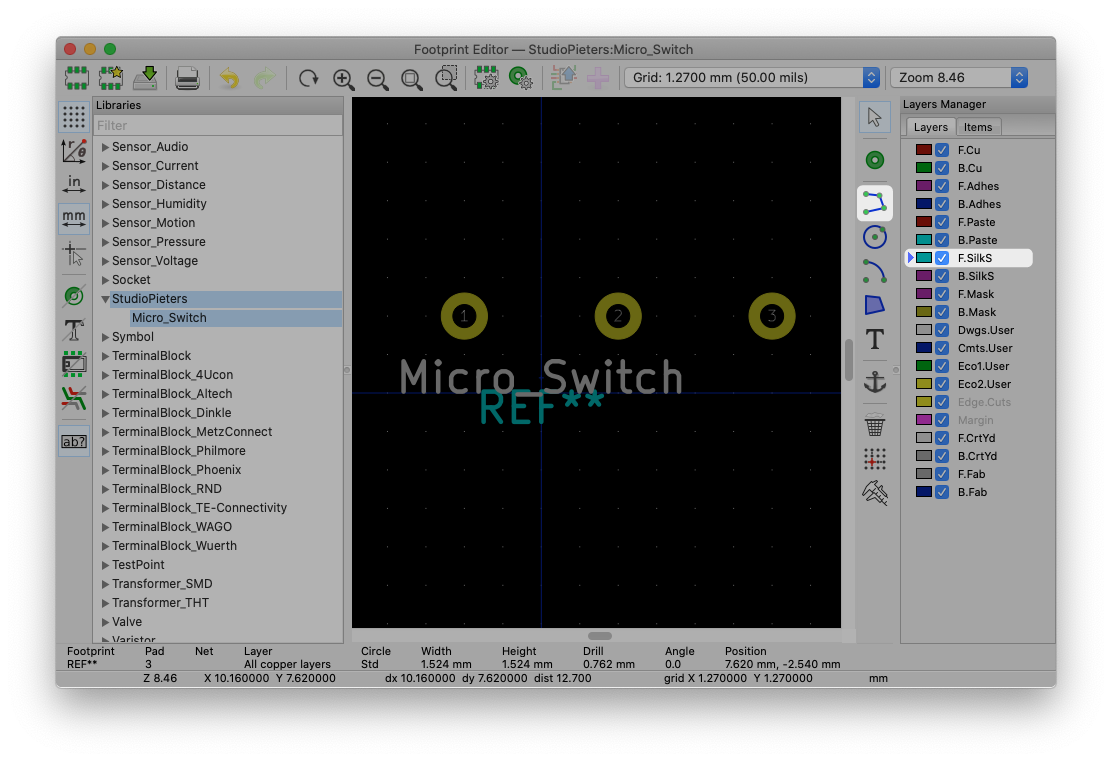 Footprint Editor — StudioPieters:Micro_Switch
Grid: 1.2700 mm (50.00 mils)
Zoom 8.46
Libraries
Filter
Sensor_Audio
Sensor_Current
Sensor_Distance
Sensor_Humidity
Sensor_Motion
Sensor_Pressure
Sensor_Voltage
Socket
StudioPieters
Micro_Switch
Symbol
TerminalBlock
TerminalBlock_4Ucon
TerminalBlock_Altech
TerminalBlock_Dinkle
TerminalBlock_MetzConnect
TerminalBlock_Philmore
TerminalBlock_Phoenix
TerminalBlock_RND
TerminalBlock_TE-Connectivity
TerminalBlock_WAGO
TerminalBlock_Wuerth
TestPoint
Transformer_SMD
Transformer_THT
Valve
Varistor
in
mm
ab?
1 2 3
Micro_Switch
REF**
T
Layers Manager
Layers Items
F.Cu
B.Cu
F.Adhes
B.Adhes
F.Paste
B.Paste
F.SilkS
B.SilkS
F.Mask
B.Mask
Dwgs.User
Cmts.User
Eco1.User
Eco2.User
Edge.Cuts
Margin
F.CrtYd
B.CrtYd
F.Fab
B.Fab
Footprint Pad Net Layer Circle Width Height Drill Angle Position
REF** 3 All copper layers Std 1.524 mm 1.524 mm 0.762 mm 0.0 7.620 mm, -2.540 mm
Z 8.46 X 10.160000 Y 7.620000 dx 10.160000 dy 7.620000 dist 12.700 grid X 1.270000 Y 1.270000 mm